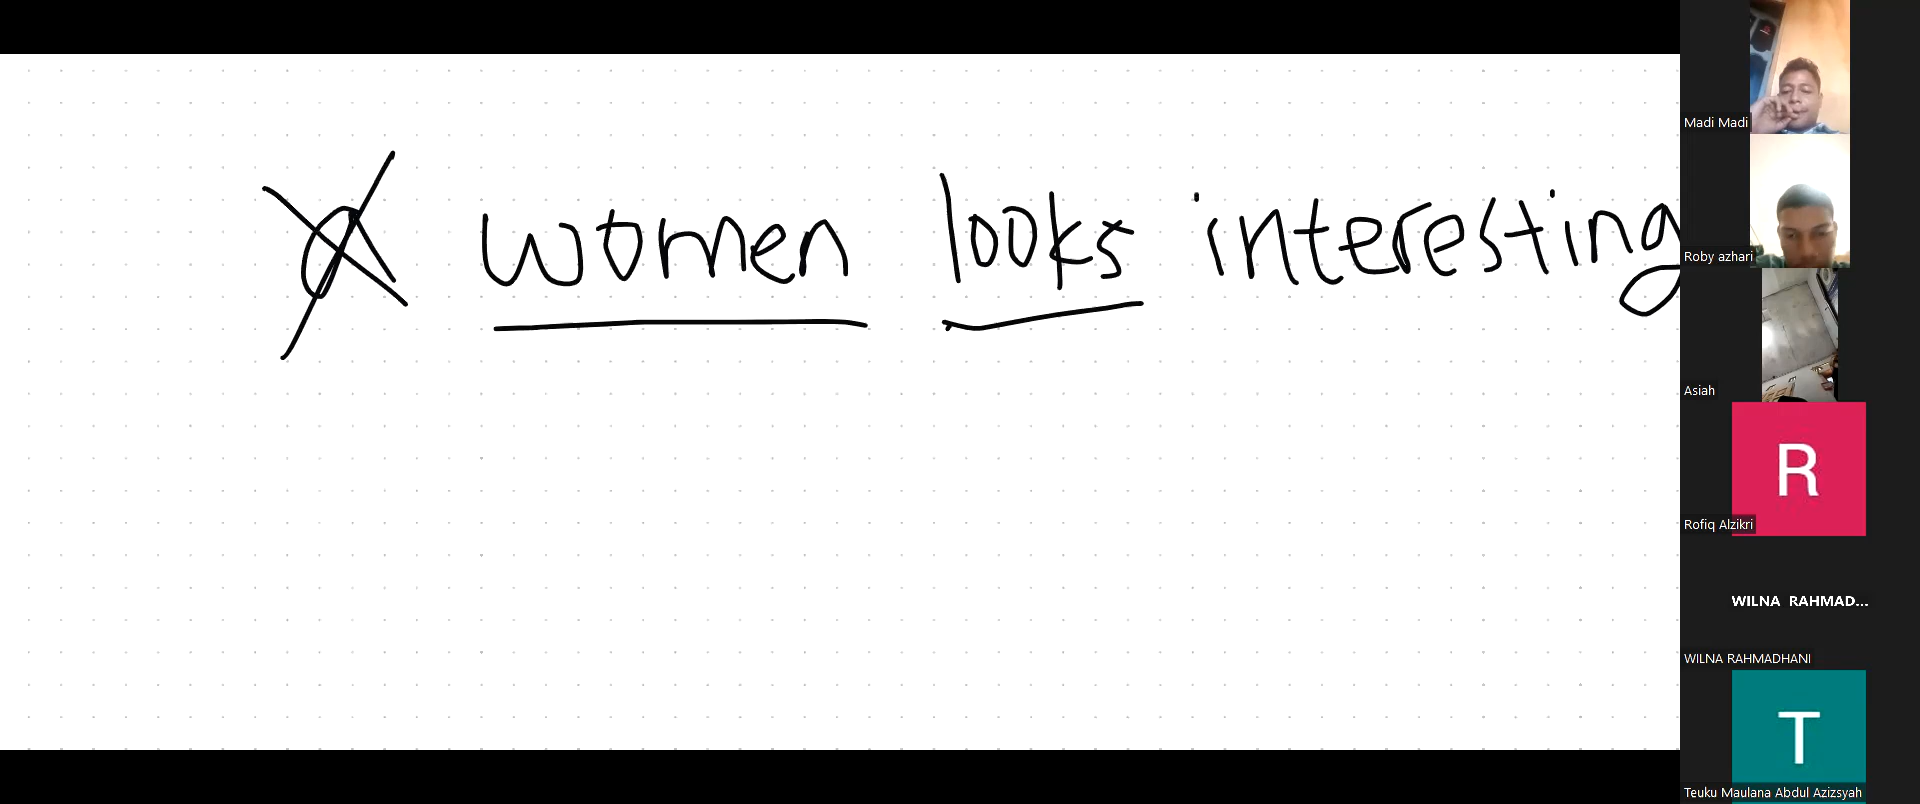 a women looks interesting
Madi Madi
Roby azhari
Asiah
R
Rofiq Alzikri
WILNA RAHMAD...
WILNA RAHMADHANI
T
Teuku Maulana Abdul Azizsyah